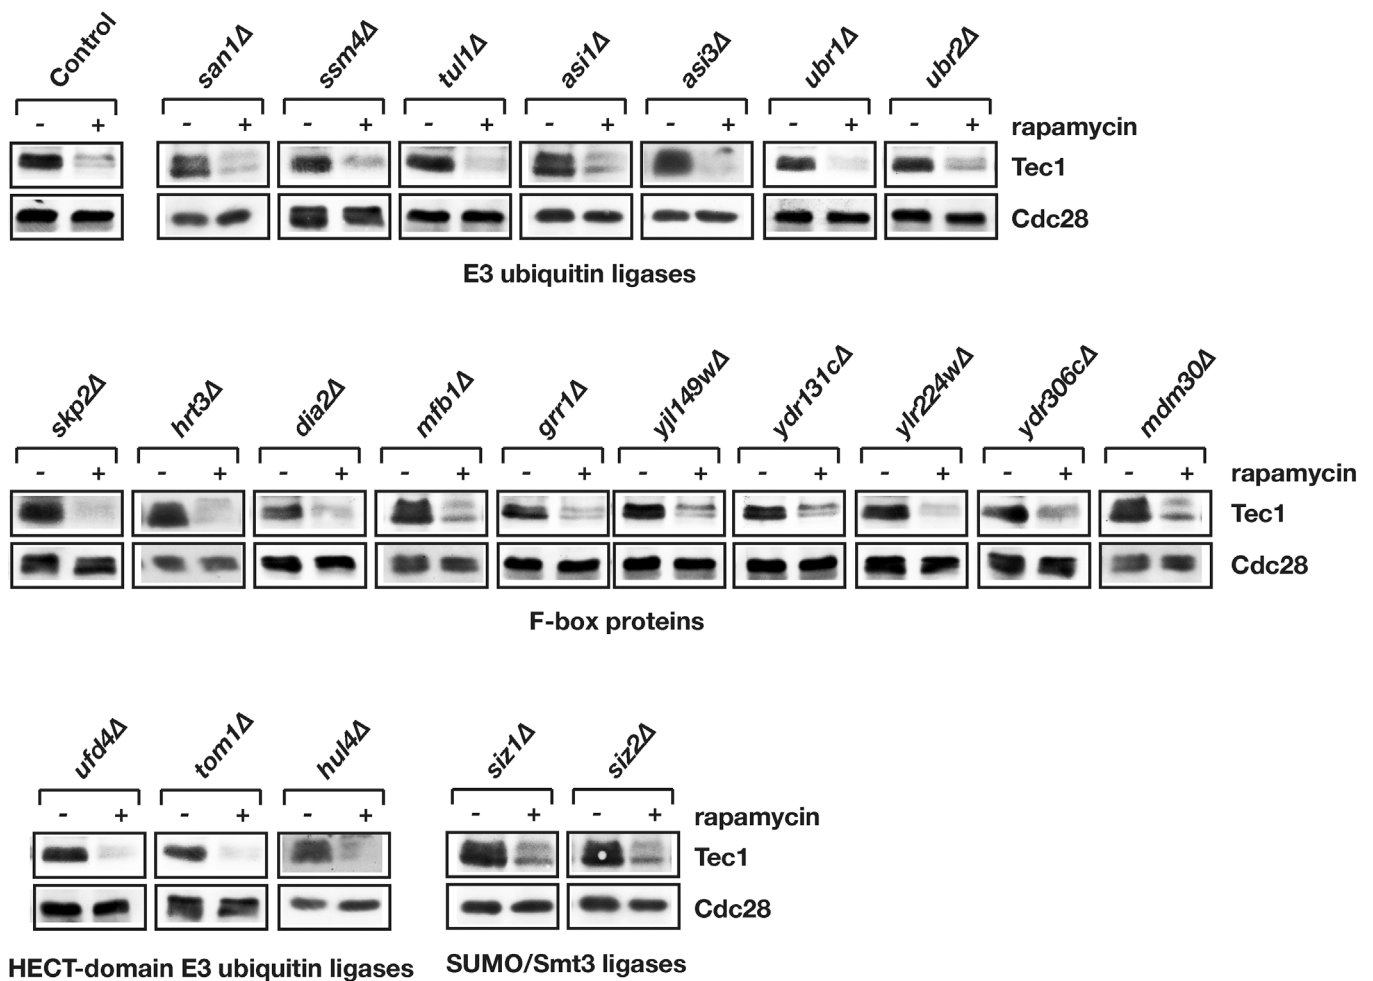 Control san1Δ ssm4Δ tul1Δ asi1Δ asi3Δ ubr1Δ ubr2Δ
- + - + - + - + - + - + - + - + rapamycin
Tec1
Cdc28
E3 ubiquitin ligases
skp2Δ hrt3Δ dia2Δ mfb1Δ grr1Δ yjl149wΔ ydr131cΔ ylr224wΔ ydr306cΔ mdm30Δ
- + - + - + - + - + - + - + - + - + - + rapamycin
Tec1
Cdc28
F-box proteins
ufd4Δ tom1Δ hul4Δ siz1Δ siz2Δ
- + - + - + - + - + rapamycin
Tec1
Cdc28
HECT-domain E3 ubiquitin ligases SUMO/Smt3 ligases